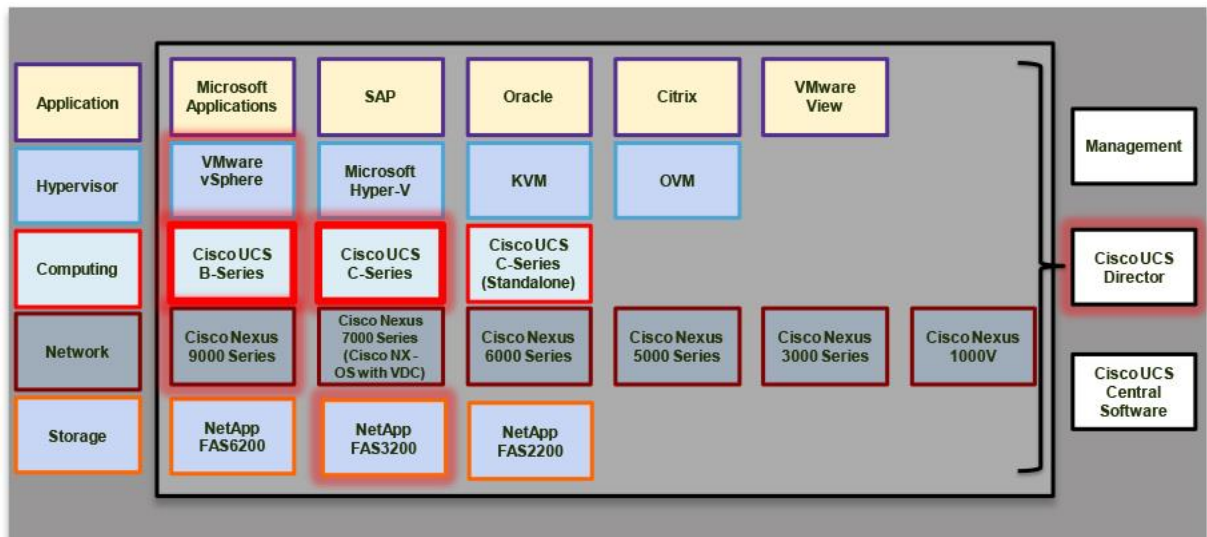 Application
Microsoft
Applications
SAP
Oracle
Citrix
VMware
View
Hypervisor
VMware
vSphere
Microsoft
Hyper-V
KVM
OVM
Computing
Cisco UCS
B-Series
Cisco UCS
C-Series
Cisco UCS
C-Series
(Standalone)
Network
Cisco Nexus
9000 Series
Cisco Nexus
7000 Series
(Cisco NX -
OS with VDC)
Cisco Nexus
6000 Series
Cisco Nexus
5000 Series
Cisco Nexus
3000 Series
Cisco Nexus
1000V
Storage
NetApp
FAS6200
NetApp
FAS3200
NetApp
FAS2200
Management
Cisco UCS
Director
Cisco UCS
Central
Software